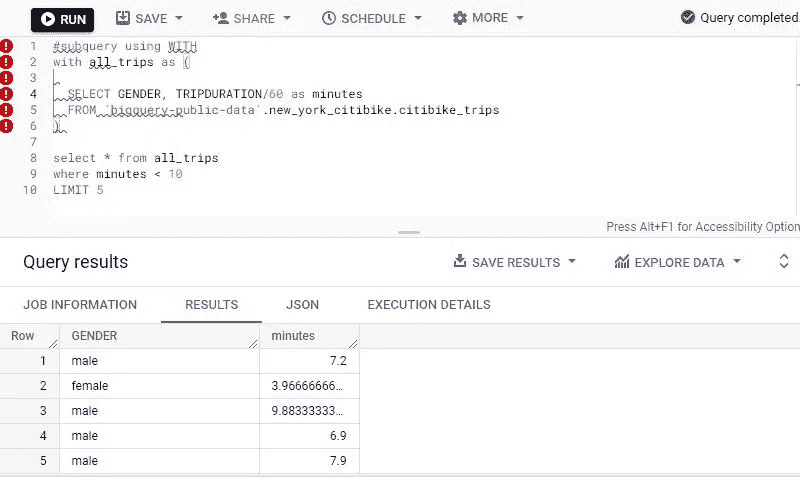 RUN SAVE SHARE SCHEDULE MORE Query completed.
1 #subquery using WITH
2 with all_trips as (
3
4 SELECT GENDER, TRIPDURATION/60 as minutes
5 FROM `bigquery-public-data`.new_york_citibike.citibike_trips
6 )
7
8 select * from all_trips
9 where minutes < 10
10 LIMIT 5
Press Alt+F1 for Accessibility Option
Query results SAVE RESULTS EXPLORE DATA
JOB INFORMATION RESULTS JSON EXECUTION DETAILS
Row GENDER minutes
1 male 7.2
2 female 3.96666666...
3 male 9.88333333...
4 male 6.9
5 male 7.9